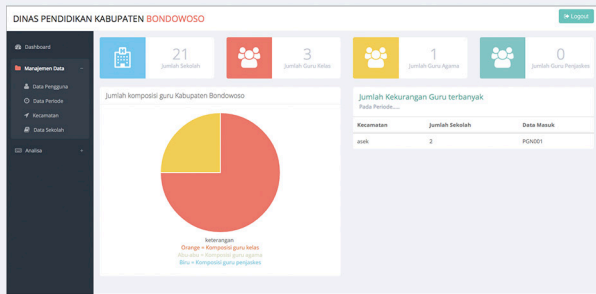 DINAS PENDIDIKAN KABUPATEN BONDOWOSO
Logout
Dashboard
Manajemen Data
Data Pengguna
Data Periode
Kecamatan
Data Sekolah
Analisa
21
Jumlah Sekolah
3
Jumlah Guru Kelas
1
Jumlah Guru Agama
0
Jumlah Guru Penjaskes
Jumlah komposisi guru Kabupaten Bondowoso
keterangan
Orange = Komposisi guru kelas
Abu-abu = Komposisi guru agama
Biru = Komposisi guru penjaskes
Jumlah Kekurangan Guru terbanyak
Pada Periode.....
Kecamatan Jumlah Sekolah Data Masuk
asek 2 PGN001